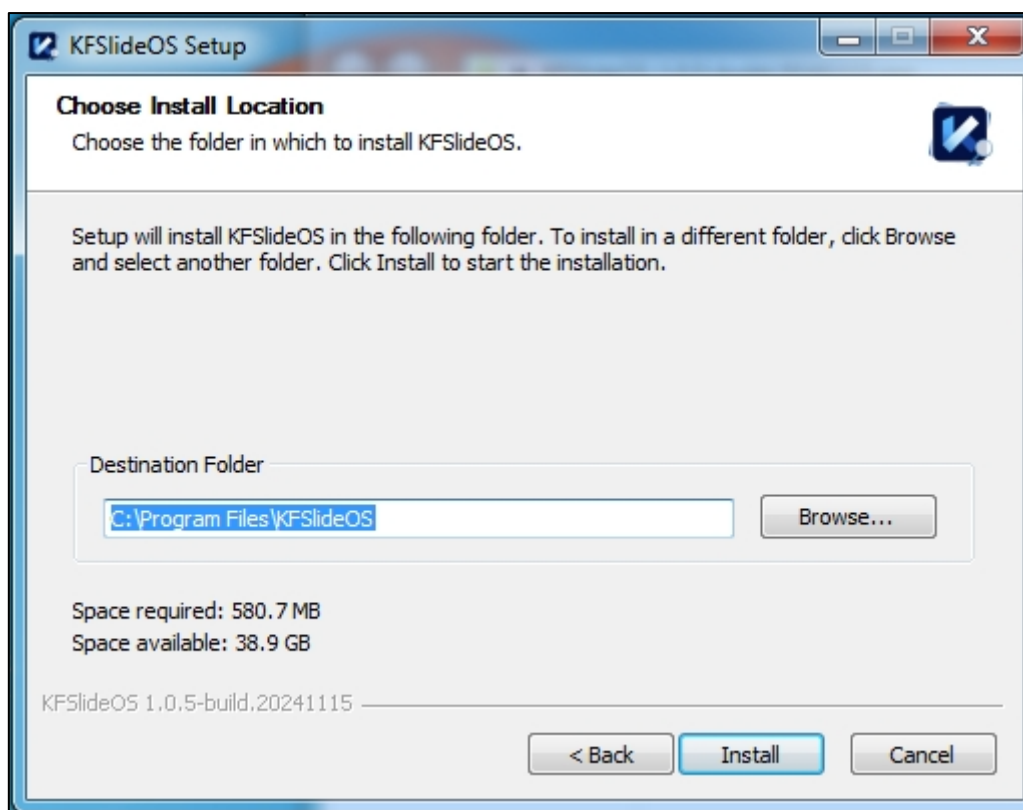 KFSlideOS Setup
Choose Install Location
Choose the folder in which to install KFSlideOS.
Setup will install KFSlideOS in the following folder. To install in a different folder, click Browse
and select another folder. Click Install to start the installation.
Destination Folder
C:\Program Files\KFSlideOS
Browse...
Space required: 580.7 MB
Space available: 38.9 GB
KFSlideOS 1.0.5-build.20241115
< Back
Install
Cancel